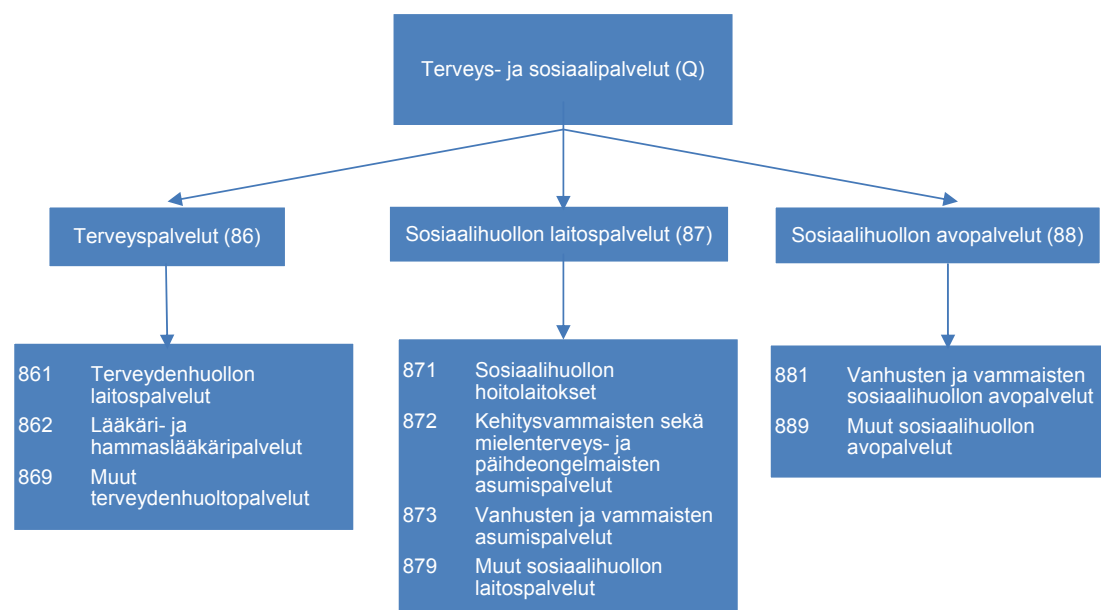 Terveys- ja sosiaalipalvelut (Q)
Terveyspalvelut (86)
Sosiaalihuollon laitospalvelut (87)
Sosiaalihuollon avopalvelut (88)
861 Terveydenhuollon
laitospalvelut
862 Lääkäri- ja
hammaslääkäripalvelut
869 Muut
terveydenhuoltopalvelut
871 Sosiaalihuollon
hoitolaitokset
872 Kehitysvammaisten sekä
mielenterveys- ja
päihdeongelmaisten
asumispalvelut
873 Vanhusten ja vammaisten
asumispalvelut
879 Muut sosiaalihuollon
laitospalvelut
881 Vanhusten ja vammaisten
sosiaalihuollon avopalvelut
889 Muut sosiaalihuollon
avopalvelut